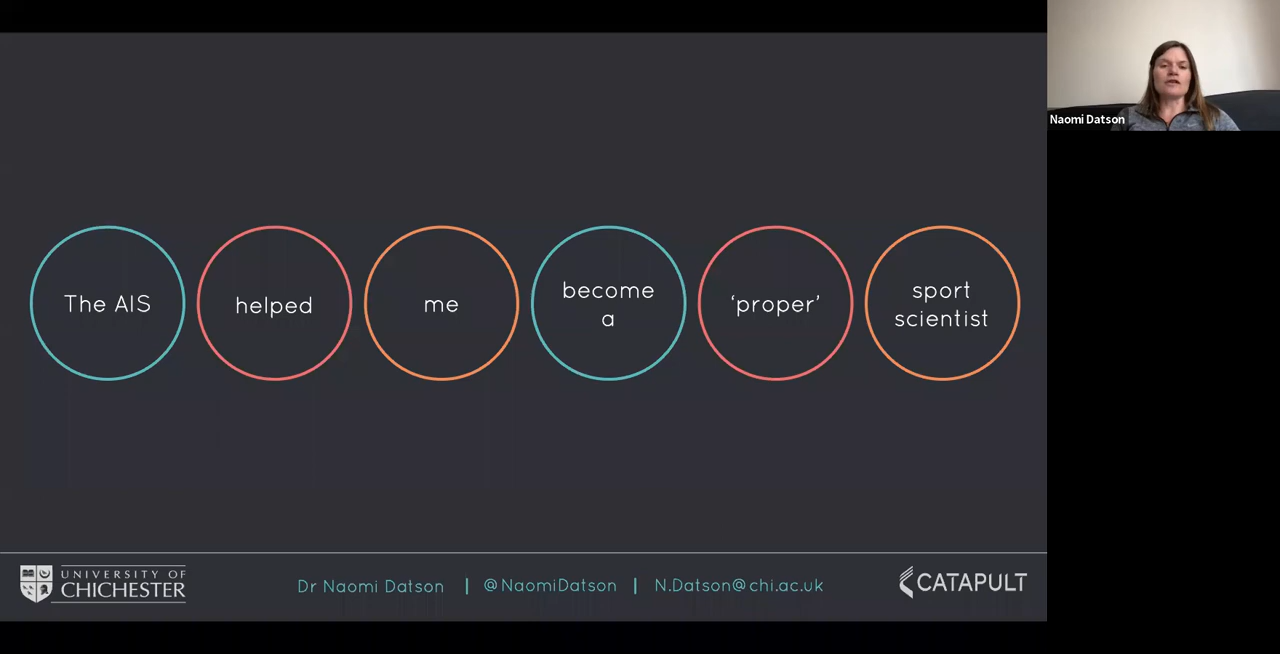 Naomi Datson
The AIS
helped
me
become
a
‘proper’
sport
scientist
UNIVERSITY OF
CHICHESTER
Dr Naomi Datson | @NaomiDatson | N.Datson@chi.ac.uk
CATAPULT